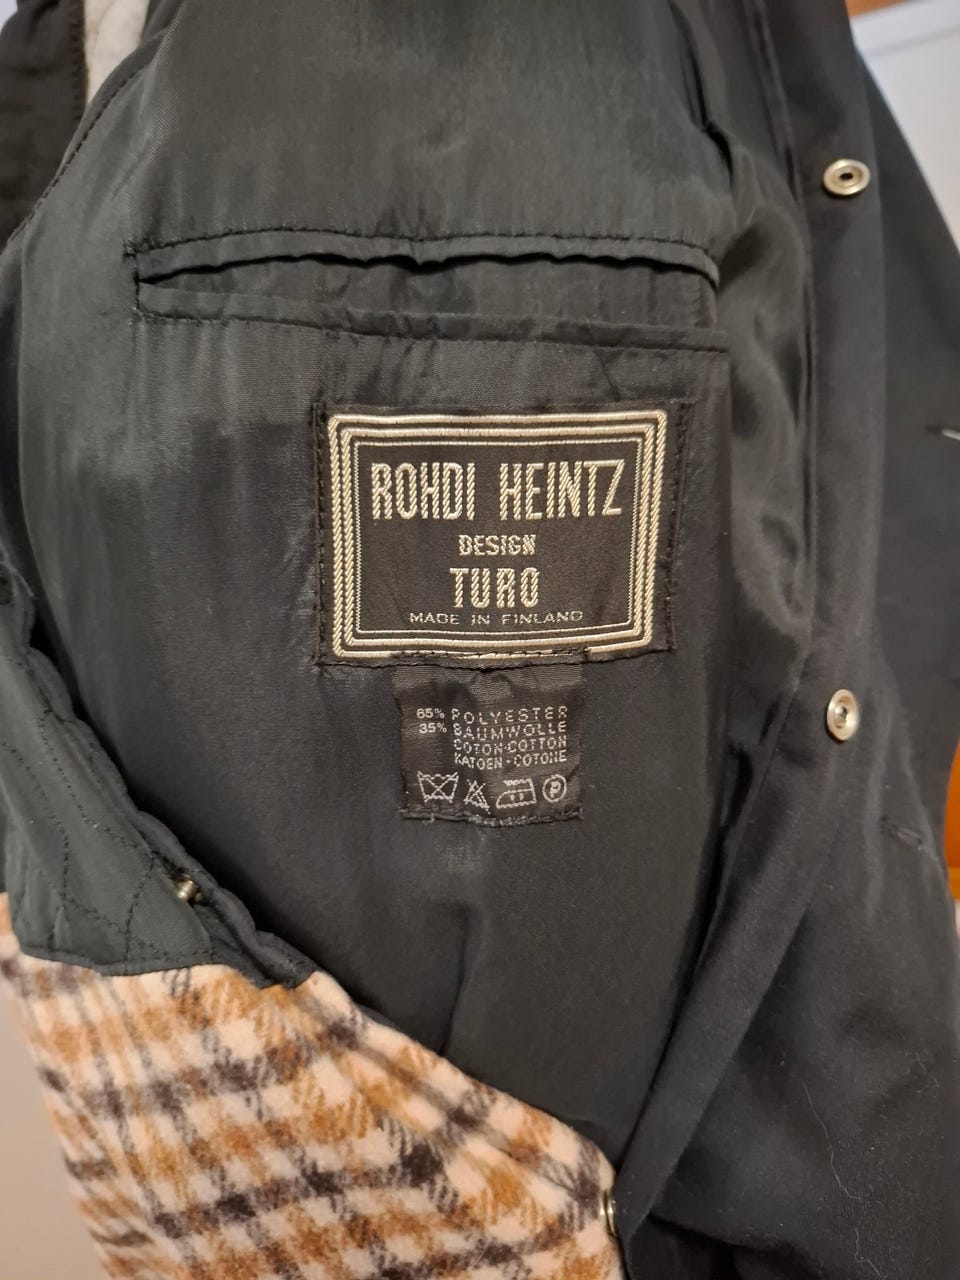 ROHDI HEINTZ
DESIGN
TURO
MADE IN FINLAND
65% POLYESTER
35% BAUMWOLLE
COTON-COTTON
KATOEN-COTONE
P